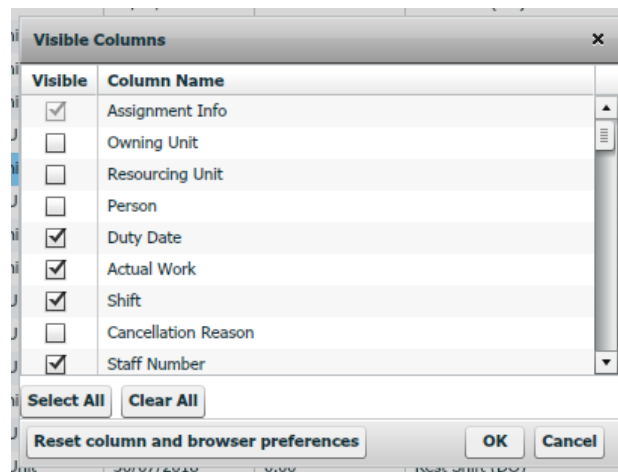 Visible Columns
Visible Column Name
Assignment Info
Owning Unit
Resourcing Unit
Person
Duty Date
Actual Work
Shift
Cancellation Reason
Staff Number
Select All Clear All
Reset column and browser preferences OK Cancel